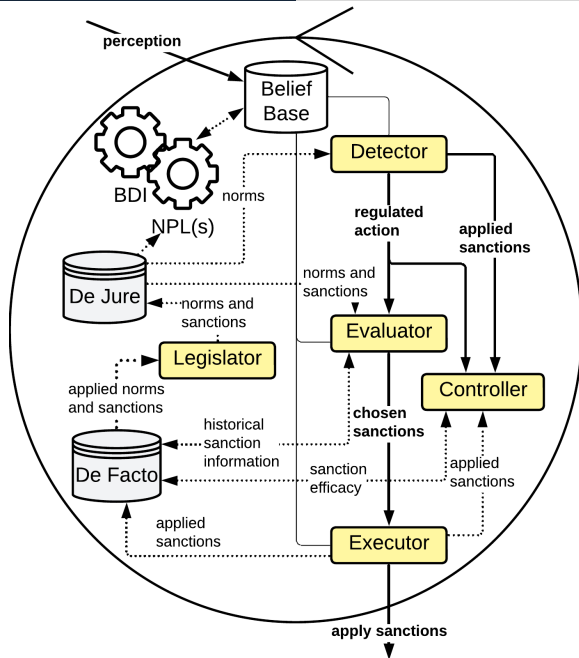 perception
Belief
Base
Detector
BDI
norms
NPL(s)
regulated
action
applied
sanctions
De Jure
norms and
sanctions
norms and
sanctions
Evaluator
Legislator
Controller
applied norms
and sanctions
chosen
sanctions
historical
sanction
information
De Facto
sanction
efficacy
applied
sanctions
applied
sanctions
Executor
apply sanctions